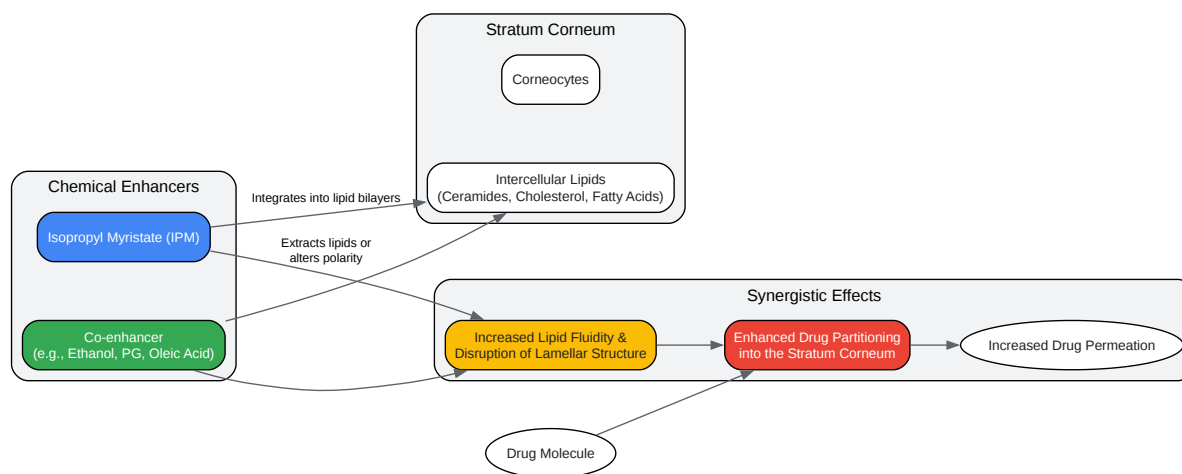 Stratum Corneum
Corneocytes
Intercellular Lipids
(Ceramides, Cholesterol, Fatty Acids)
Chemical Enhancers
Isopropyl Myristate (IPM)
Integrates into lipid bilayers
Extracts lipids or
alters polarity
Co-enhancer
(e.g., Ethanol, PG, Oleic Acid)
Synergistic Effects
Increased Lipid Fluidity &
Disruption of Lamellar Structure
Enhanced Drug Partitioning
into the Stratum Corneum
Increased Drug Permeation
Drug Molecule